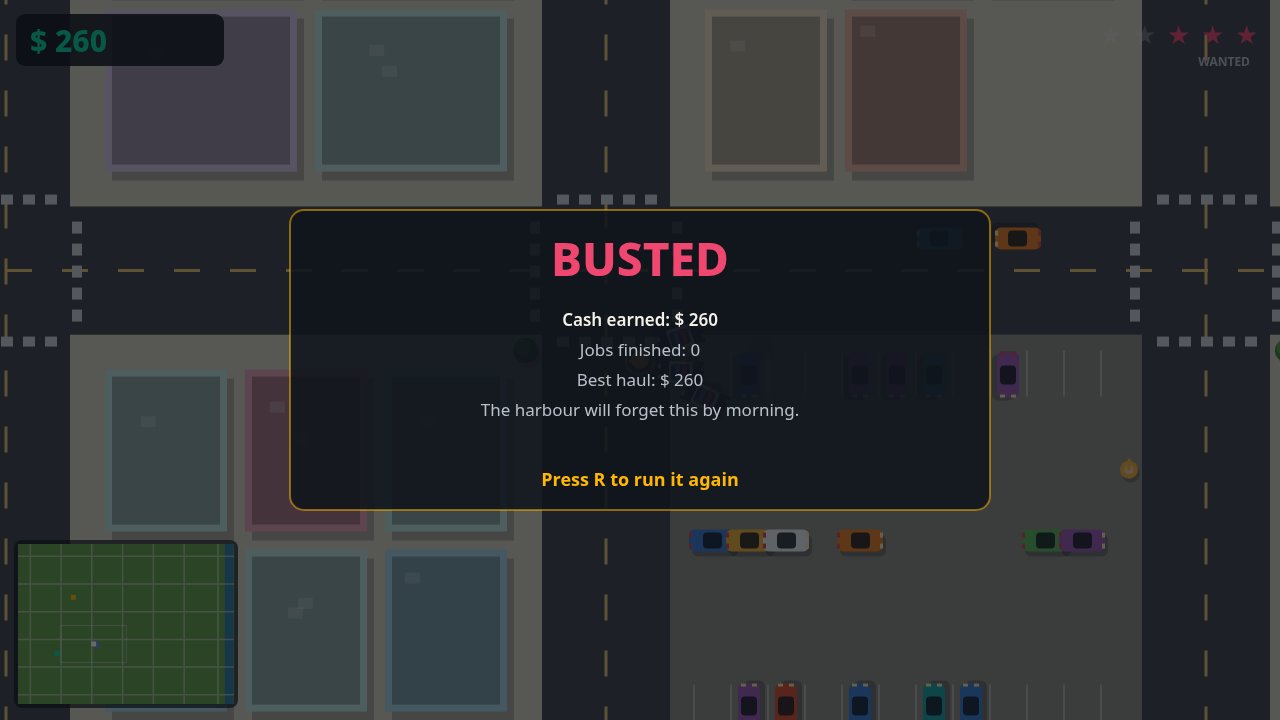 $ 260
WANTED
BUSTED
Cash earned: $ 260
Jobs finished: 0
Best haul: $ 260
The harbour will forget this by morning.
Press R to run it again